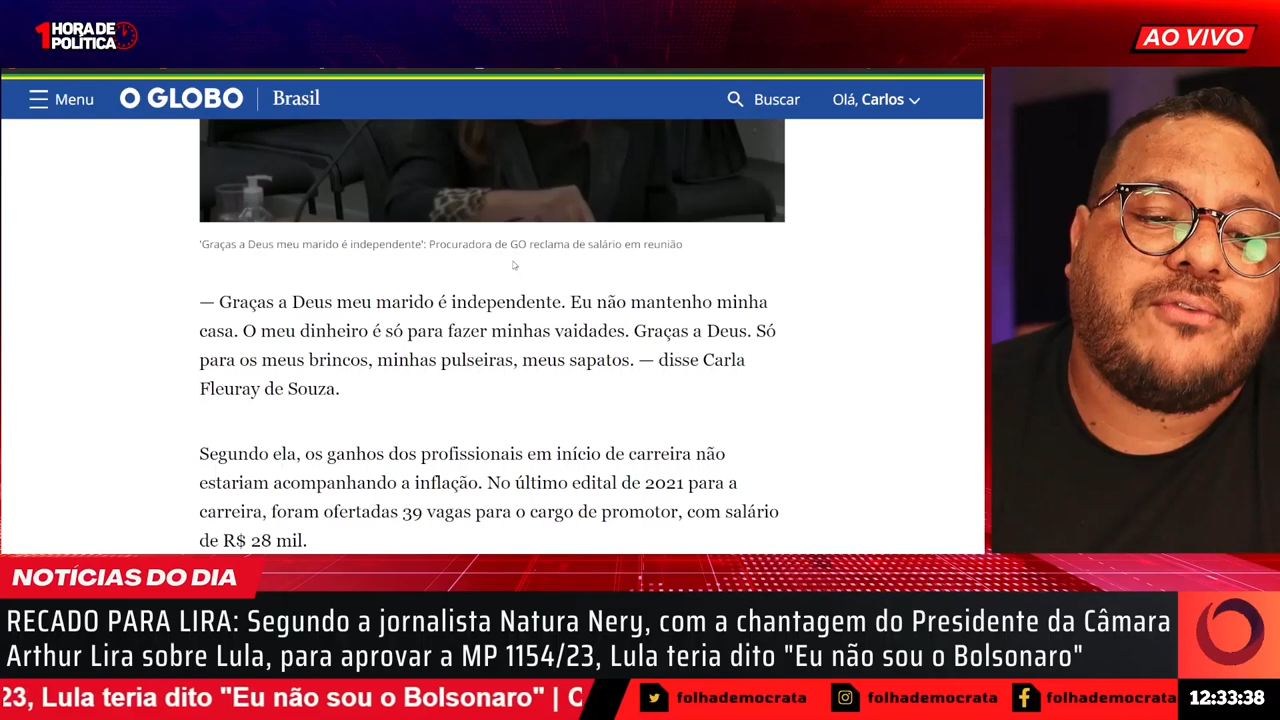 1 HORA DE
POLÍTICA
AO VIVO
Menu O GLOBO Brasil Buscar Olá, Carlos
'Graças a Deus meu marido é independente': Procuradora de GO reclama de salário em reunião
— Graças a Deus meu marido é independente. Eu não mantenho minha
casa. O meu dinheiro é só para fazer minhas vaidades. Graças a Deus. Só
para os meus brincos, minhas pulseiras, meus sapatos. — disse Carla
Fleuray de Souza.
Segundo ela, os ganhos dos profissionais em início de carreira não
estariam acompanhando a inflação. No último edital de 2021 para a
carreira, foram ofertadas 39 vagas para o cargo de promotor, com salário
de R$ 28 mil.
NOTÍCIAS DO DIA
RECADO PARA LIRA: Segundo a jornalista Natura Nery, com a chantagem do Presidente da Câmara
Arthur Lira sobre Lula, para aprovar a MP 1154/23, Lula teria dito "Eu não sou o Bolsonaro"
23, Lula teria dito "Eu não sou o Bolsonaro" | C
folhademocrata folhademocrata folhademocrata 12:33:38